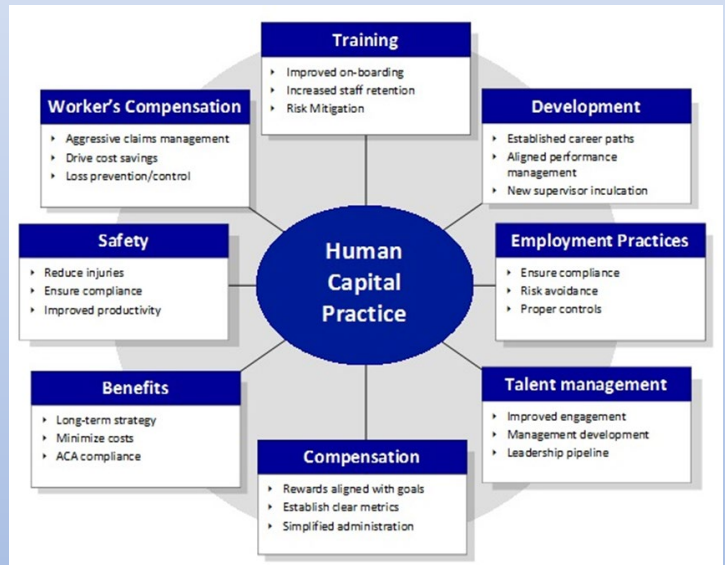 Training
Improved on-boarding
Increased staff retention
Risk Mitigation
Worker's Compensation
Aggressive claims management
Drive cost savings
Loss prevention/control
Development
Established career paths
Aligned performance
management
New supervisor inculcation
Safety
Reduce injuries
Ensure compliance
Improved productivity
Human
Capital
Practice
Employment Practices
Ensure compliance
Risk avoidance
Proper controls
Benefits
Long-term strategy
Minimize costs
ACA compliance
Talent management
Improved engagement
Management development
Leadership pipeline
Compensation
Rewards aligned with goals
Establish clear metrics
Simplified administration